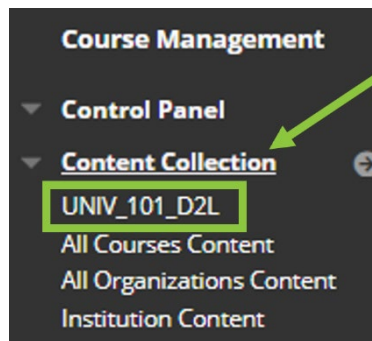 Course Management
Control Panel
Content Collection
UNIV_101_D2L
All Courses Content
All Organizations Content
Institution Content